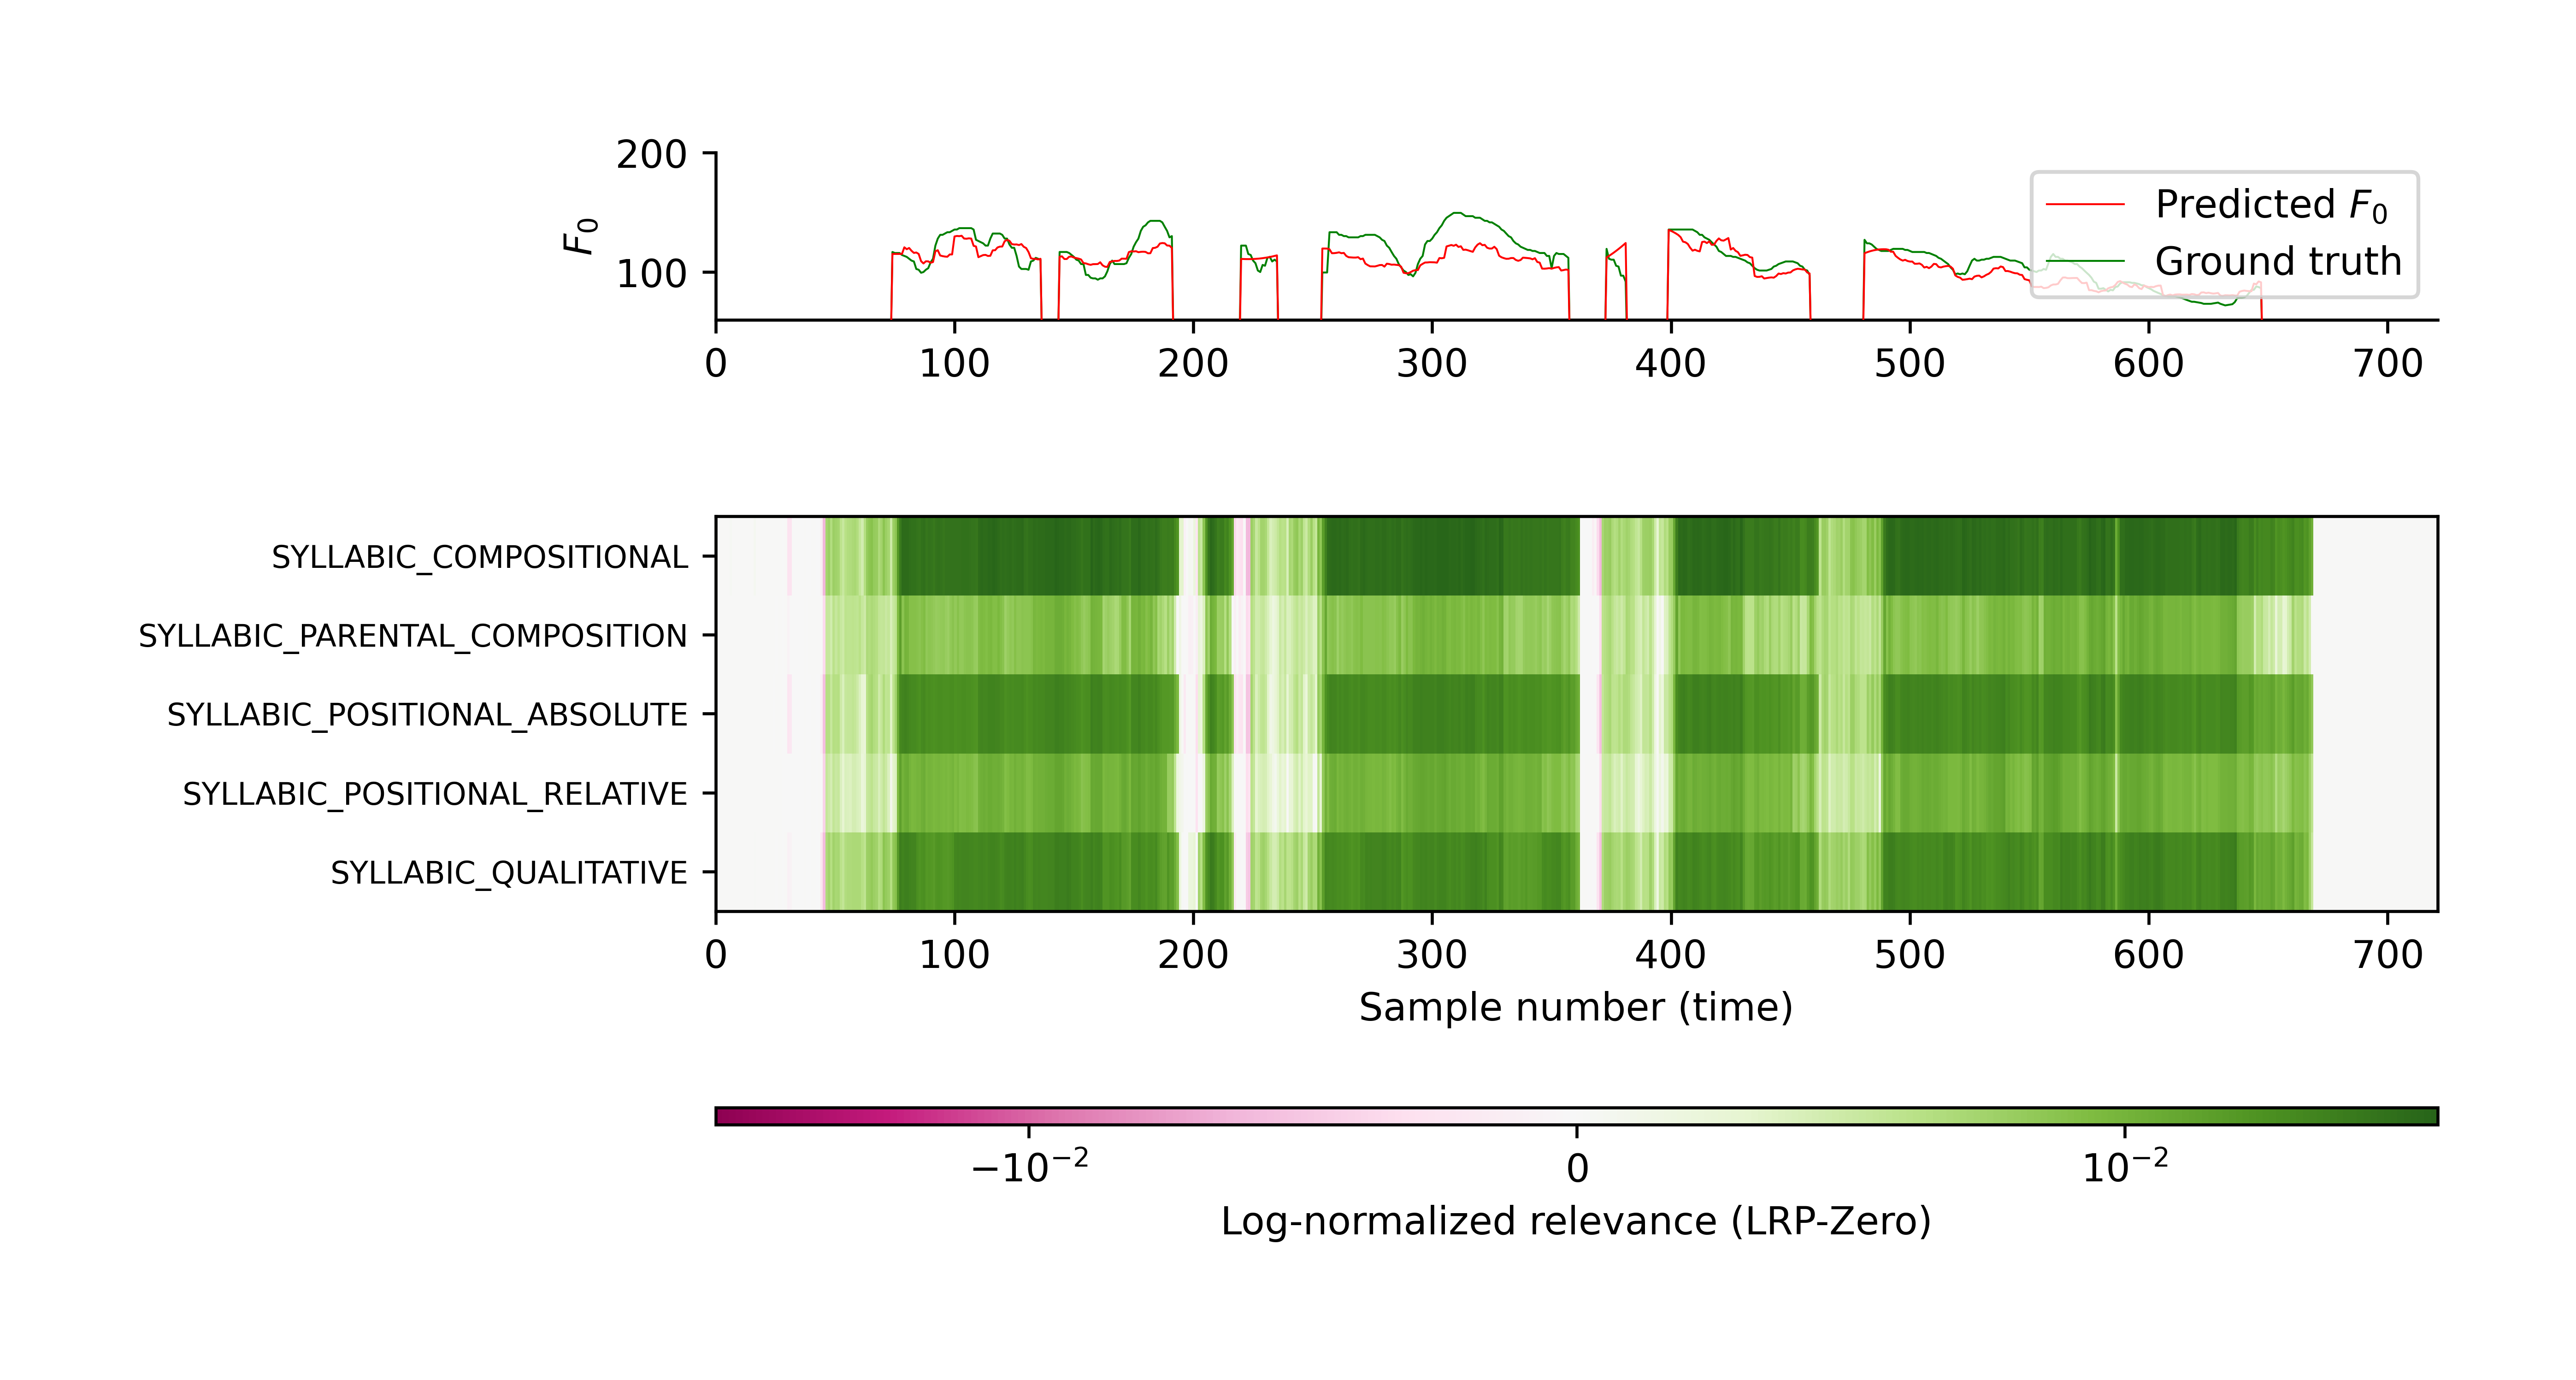 200
100
F₀
Predicted F₀
Ground truth
0 100 200 300 400 500 600 700
SYLLABIC_COMPOSITIONAL
SYLLABIC_PARENTAL_COMPOSITION
SYLLABIC_POSITIONAL_ABSOLUTE
SYLLABIC_POSITIONAL_RELATIVE
SYLLABIC_QUALITATIVE
0 100 200 300 400 500 600 700
Sample number (time)
−10⁻² 0 10⁻²
Log-normalized relevance (LRP-Zero)